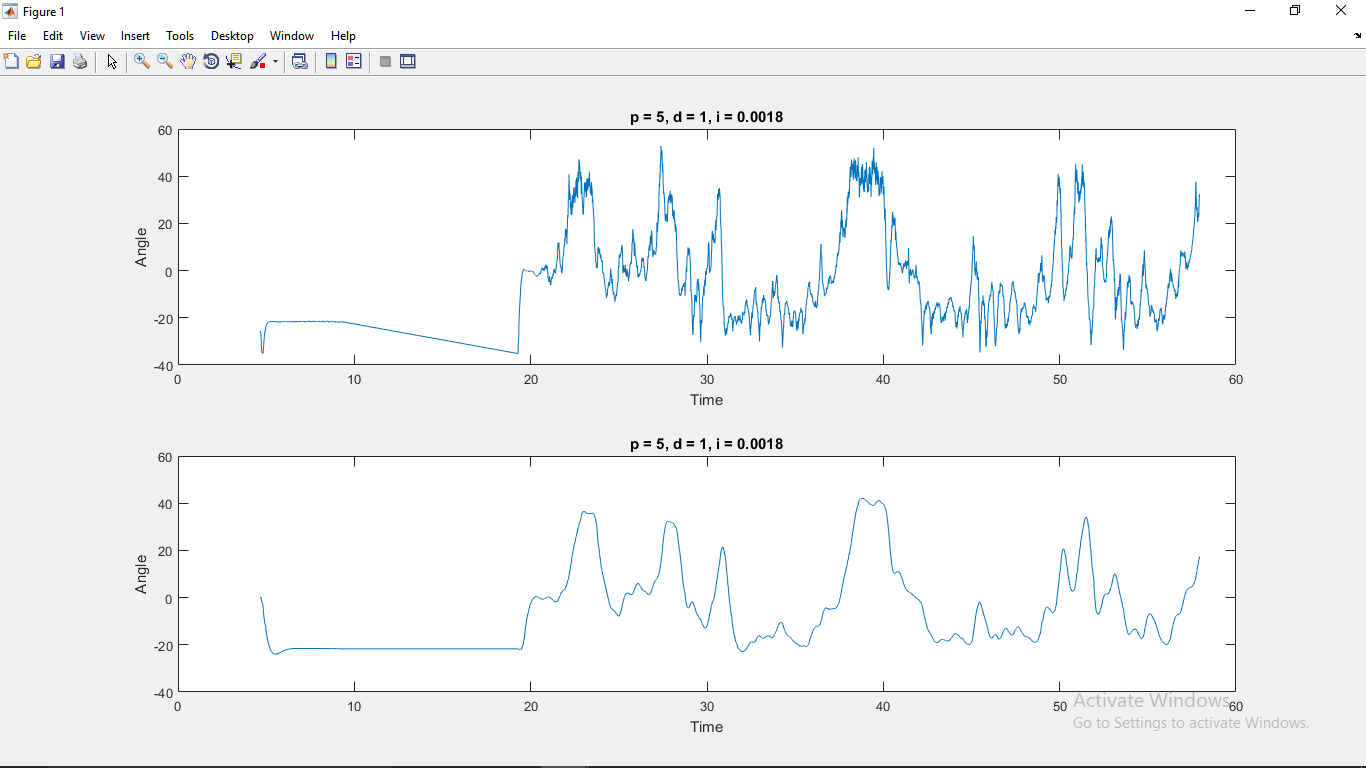 Figure 1
File Edit View Insert Tools Desktop Window Help
p = 5, d = 1, i = 0.0018
60
40
20
0
-20
-40
Angle
0 10 20 30 40 50 60
Time
p = 5, d = 1, i = 0.0018
60
40
20
0
-20
-40
Angle
0 10 20 30 40 50 60
Time
Activate Windows
Go to Settings to activate Windows.